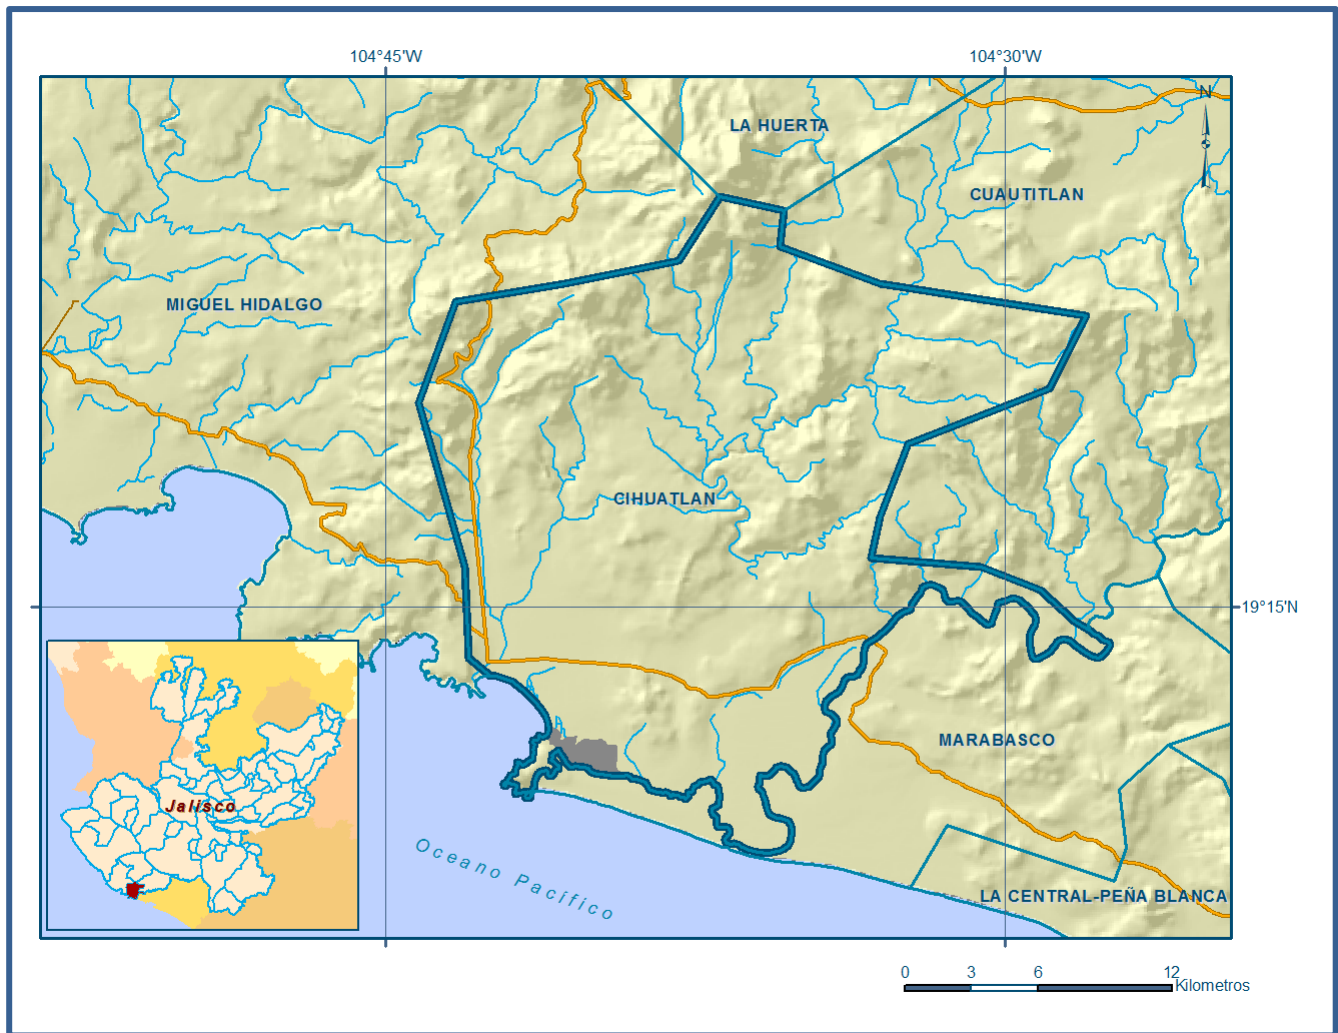 104°45'W
104°30'W
N
LA HUERTA
CUAUTITLAN
MIGUEL HIDALGO
CIHUATLAN
19°15'N
MARABASCO
Jalisco
Oceano Pacífico
LA CENTRAL-PEÑA BLANCA
0 3 6 12
Kilometros